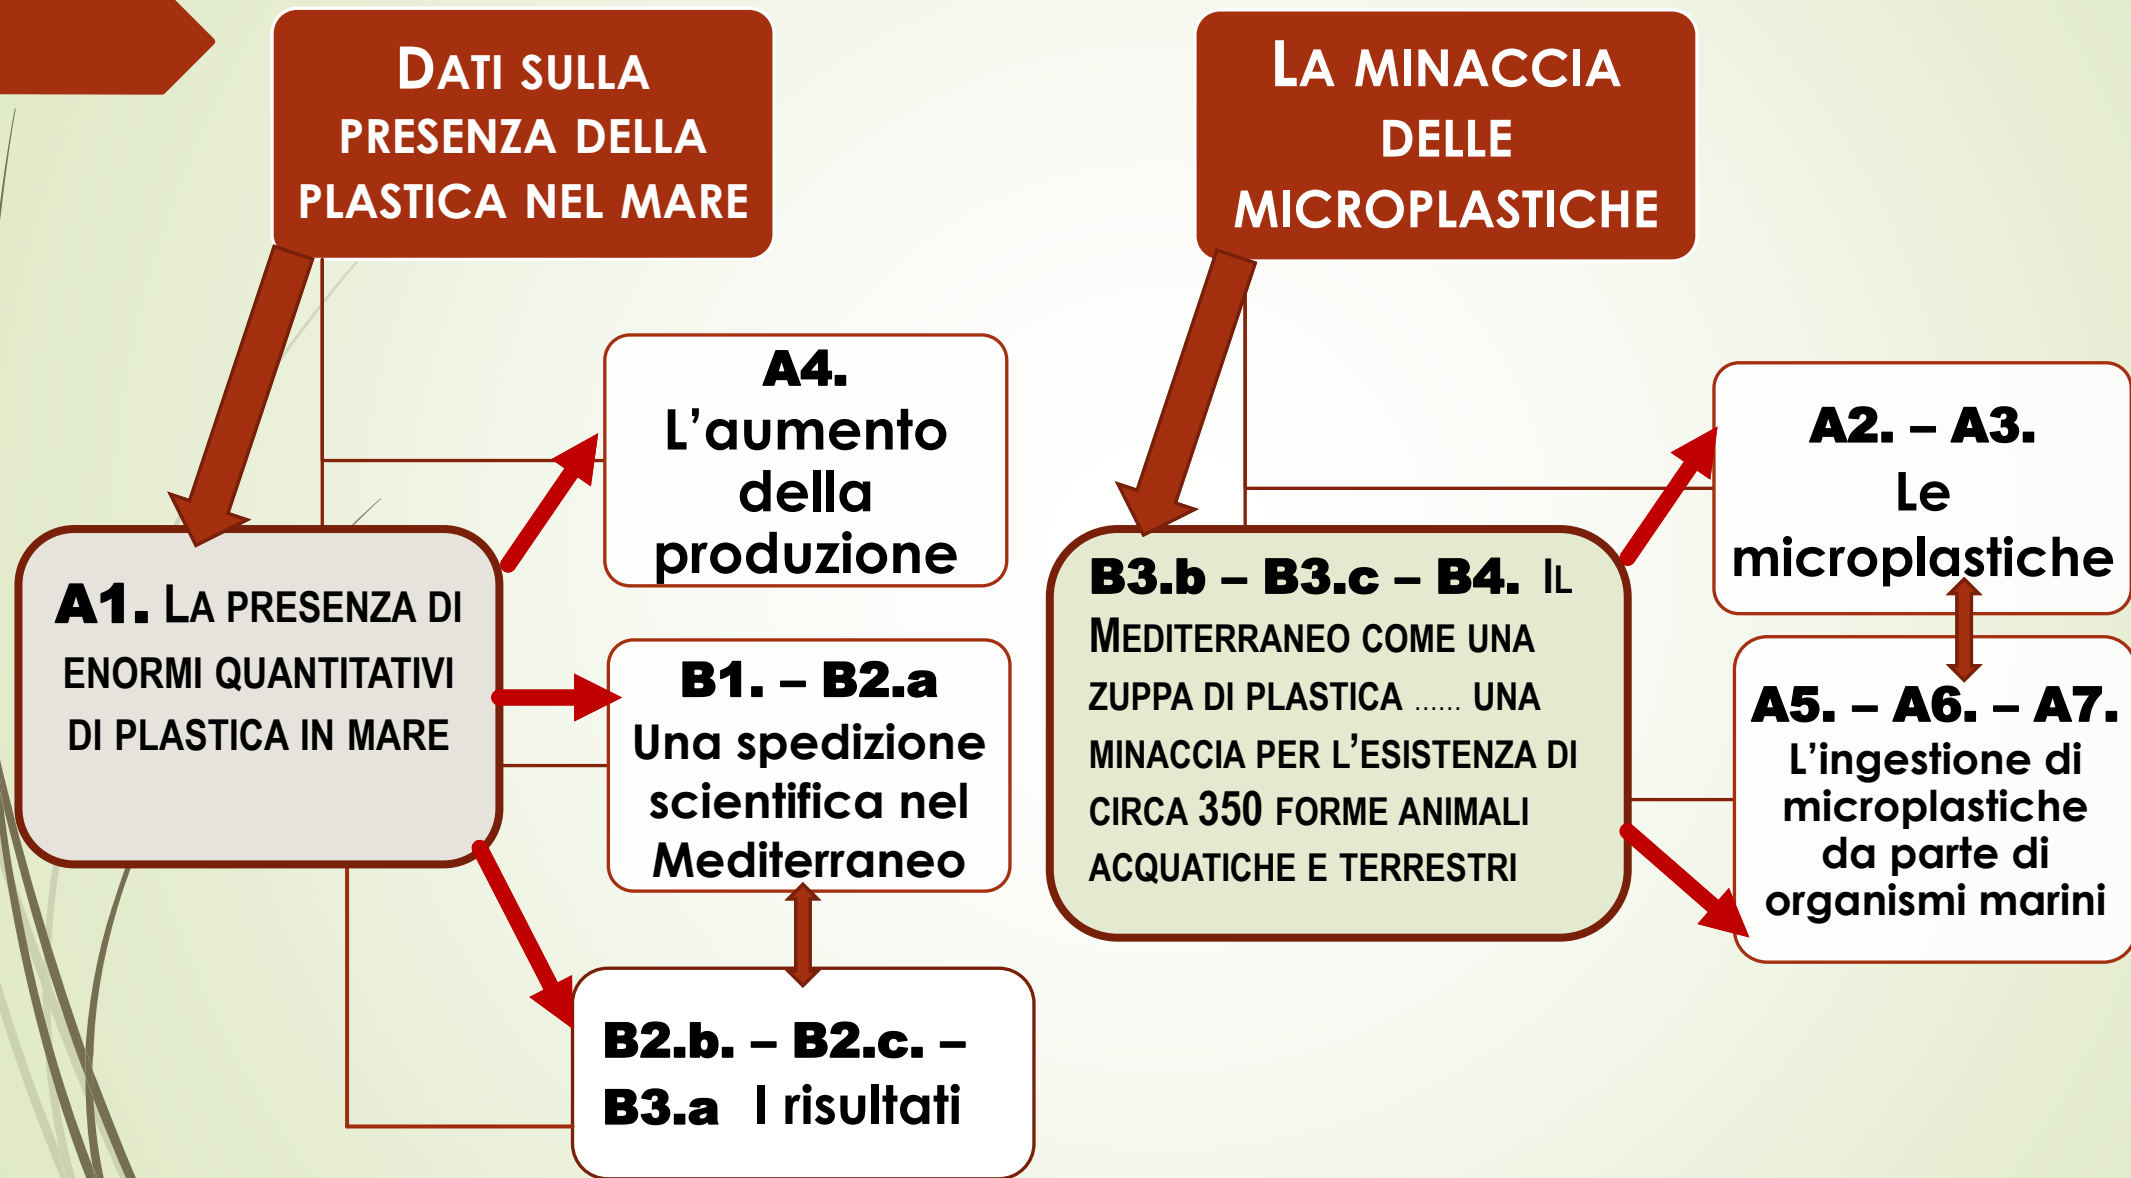 DATI SULLA
PRESENZA DELLA
PLASTICA NEL MARE
A1. LA PRESENZA DI
ENORMI QUANTITATIVI
DI PLASTICA IN MARE
A4.
L’aumento
della
produzione
B1. – B2.a
Una spedizione
scientifica nel
Mediterraneo
B2.b. – B2.c. –
B3.a I risultati
LA MINACCIA
DELLE
MICROPLASTICHE
B3.b – B3.c – B4. IL
MEDITERRANEO COME UNA
ZUPPA DI PLASTICA ...... UNA
MINACCIA PER L’ESISTENZA DI
CIRCA 350 FORME ANIMALI
ACQUATICHE E TERRESTRI
A2. – A3.
Le
microplastiche
A5. – A6. – A7.
L’ingestione di
microplastiche
da parte di
organismi marini